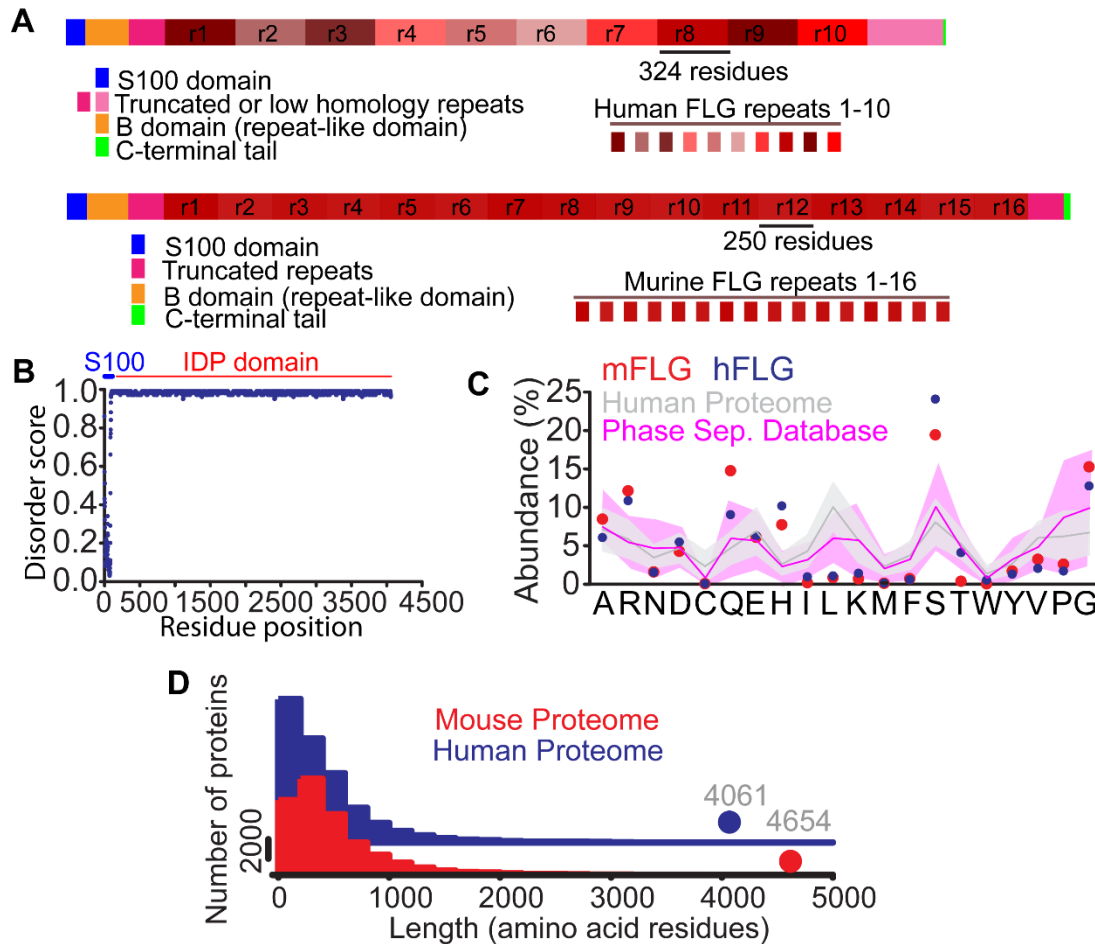 A
r1 r2 r3 r4 r5 r6 r7 r8 r9 r10
324 residues
S100 domain
Truncated or low homology repeats
B domain (repeat-like domain)
C-terminal tail
Human FLG repeats 1-10
r1 r2 r3 r4 r5 r6 r7 r8 r9 r10 r11 r12 r13 r14 r15 r16
250 residues
S100 domain
Truncated repeats
B domain (repeat-like domain)
C-terminal tail
Murine FLG repeats 1-16
B
S100 IDP domain
Disorder score
1.0
0.8
0.6
0.4
0.2
0.0
0 500 1500 2500 3500 4500
Residue position
C
mFLG hFLG
Human Proteome
Phase Sep. Database
Abundance (%)
25
20
15
10
5
0
A R N D C Q E H I L K M F S T W Y V P G
D
Mouse Proteome
Human Proteome
Number of proteins
2000
4061
4654
0 1000 2000 3000 4000 5000
Length (amino acid residues)